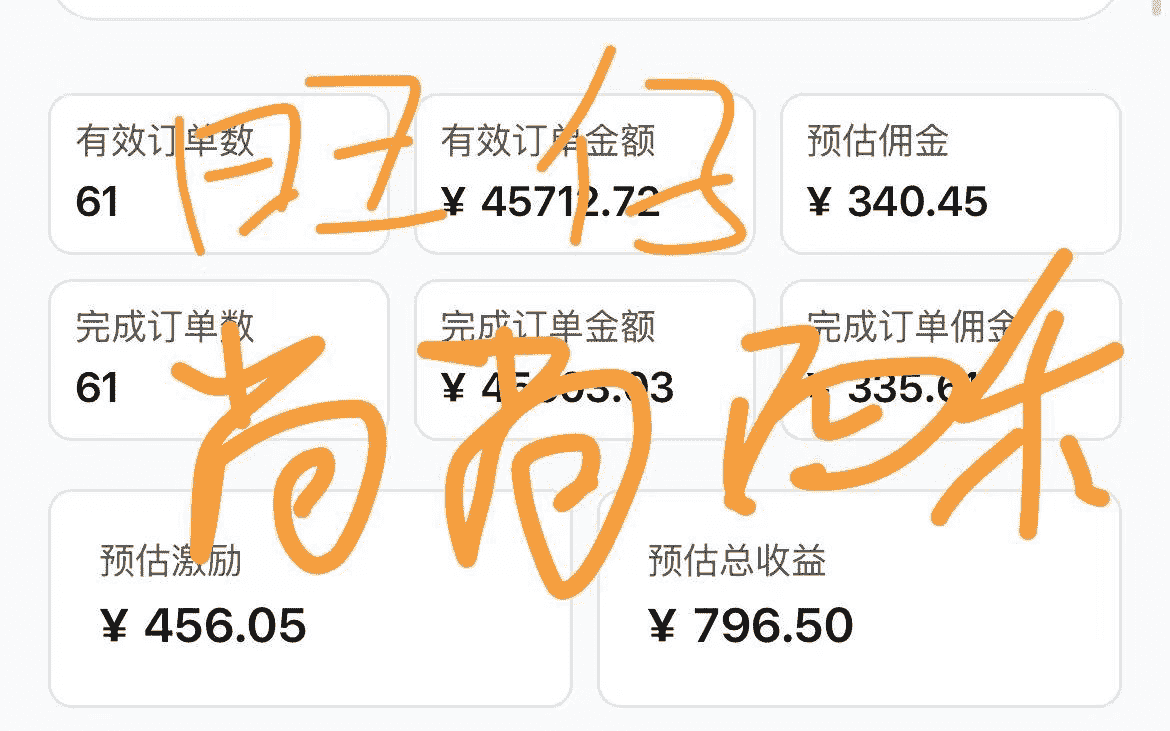 有效订单数 有效订单金额 预估佣金
61 ¥ 45712.72 ¥ 340.45
旺仔
完成订单数 完成订单金额 完成订单佣金
61
尚
预估激励 预估总收益
¥ 456.05 ¥ 796.50